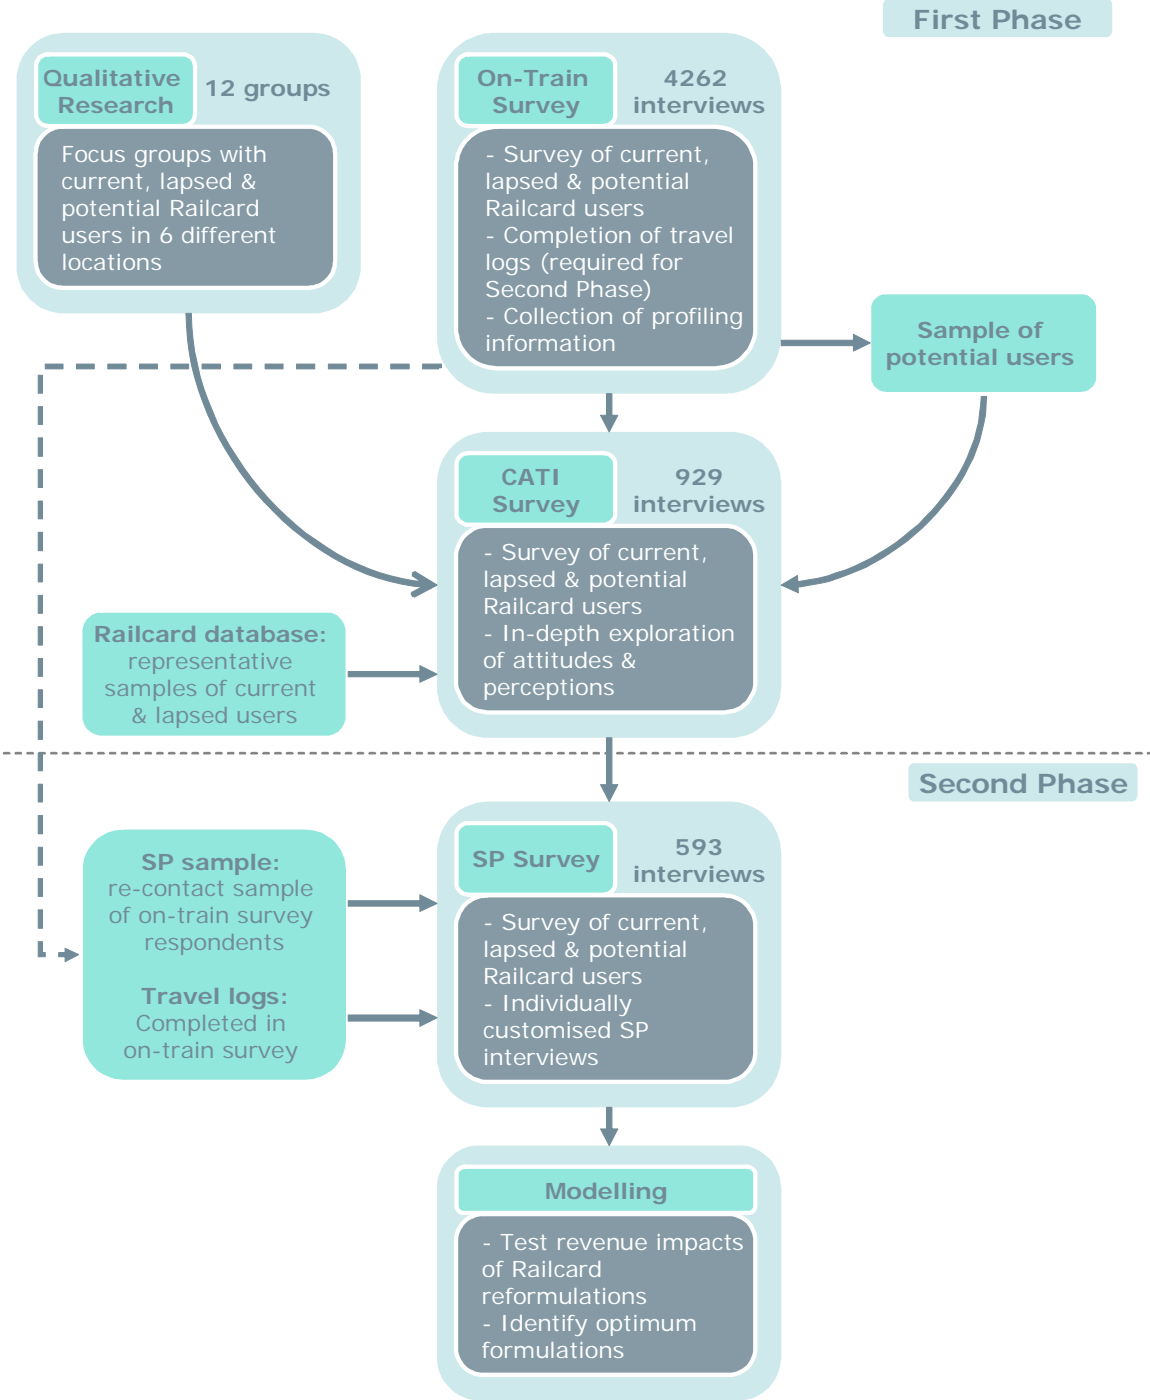 First Phase
Qualitative
Research
12 groups
Focus groups with
current, lapsed &
potential Railcard
users in 6 different
locations
On-Train
Survey
4262
interviews
- Survey of current,
lapsed & potential
Railcard users
- Completion of travel
logs (required for
Second Phase)
- Collection of profiling
information
Sample of
potential users
CATI
Survey
929
interviews
- Survey of current,
lapsed & potential
Railcard users
- In-depth exploration
of attitudes &
perceptions
Railcard database:
representative
samples of current
& lapsed users
Second Phase
SP sample:
re-contact sample
of on-train survey
respondents
Travel logs:
Completed in
on-train survey
SP Survey
593
interviews
- Survey of current,
lapsed & potential
Railcard users
- Individually
customised SP
interviews
Modelling
- Test revenue impacts
of Railcard
reformulations
- Identify optimum
formulations